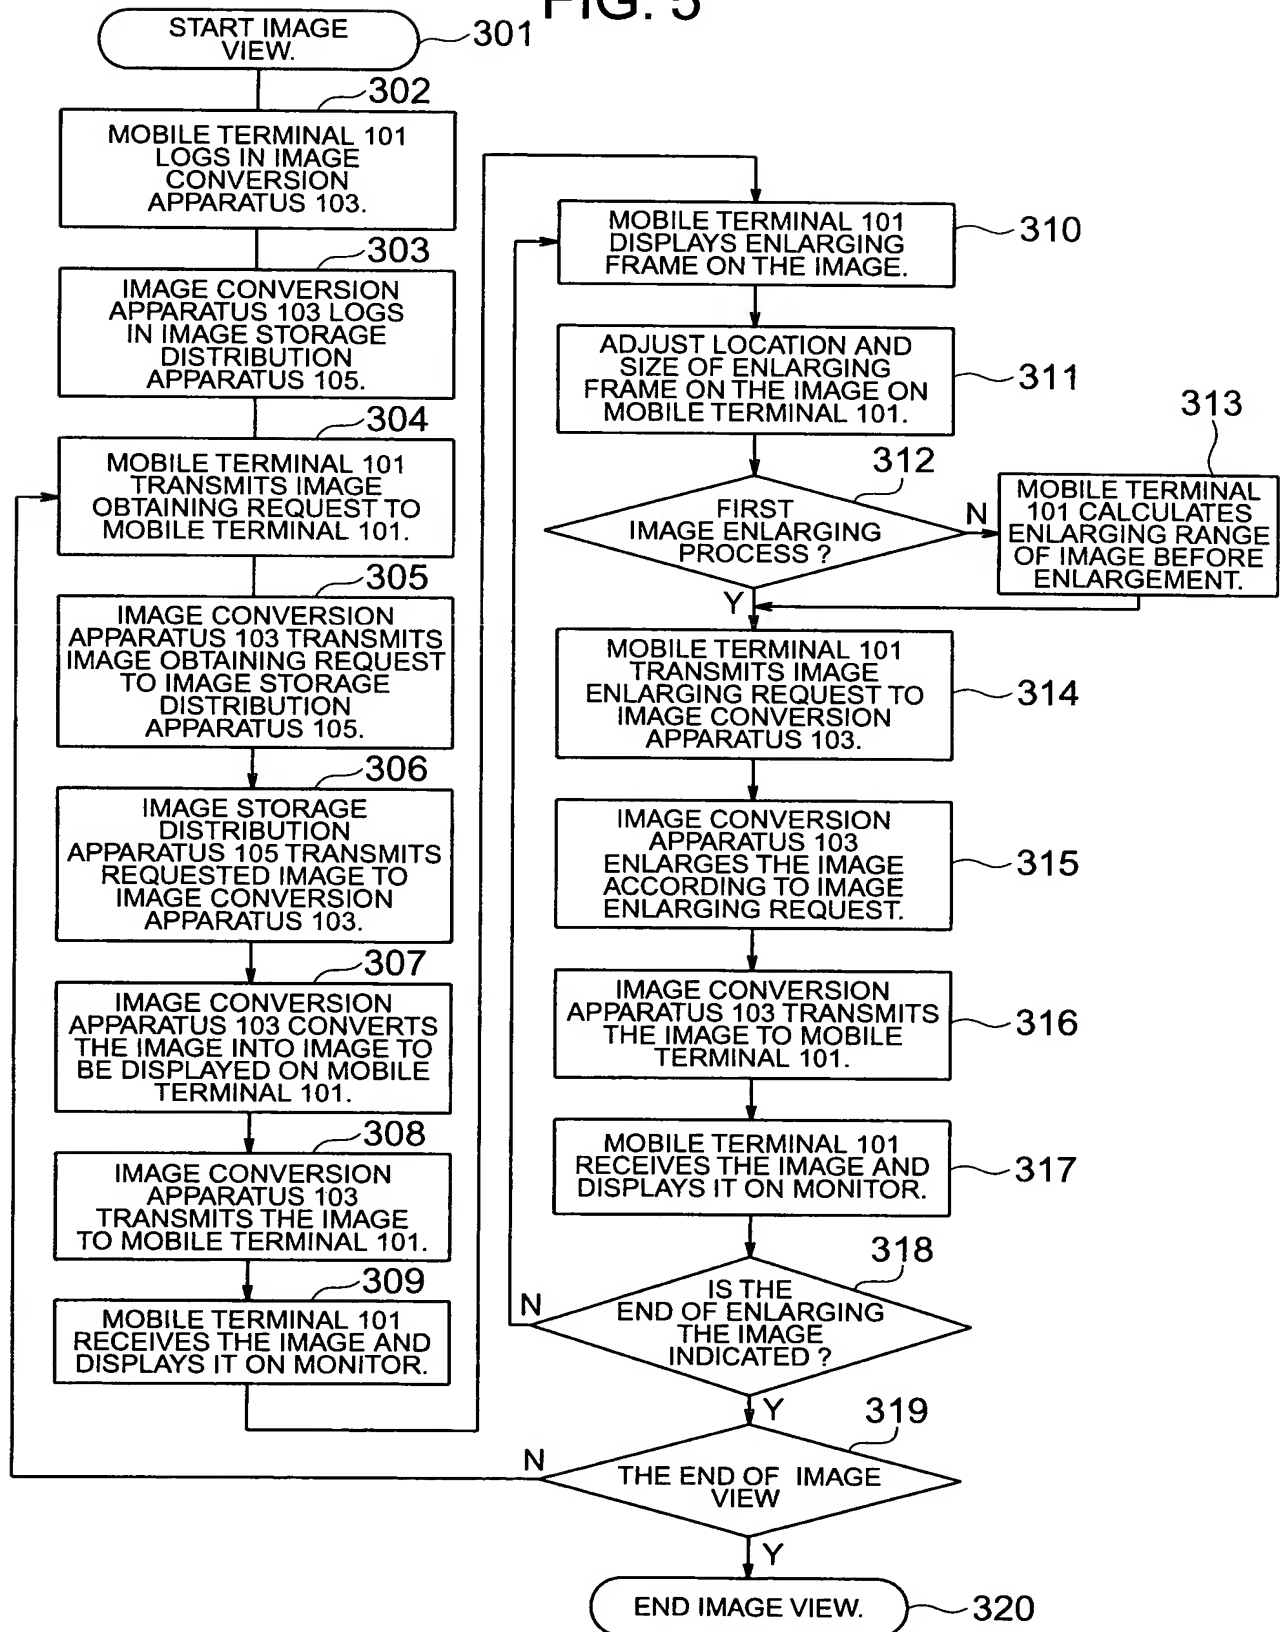 FIG. 5
START IMAGE
VIEW.
301
302
MOBILE TERMINAL 101
LOGS IN IMAGE
CONVERSION
APPARATUS 103.
303
IMAGE CONVERSION
APPARATUS 103 LOGS
IN IMAGE STORAGE
DISTRIBUTION
APPARATUS 105.
304
MOBILE TERMINAL 101
TRANSMITS IMAGE
OBTAINING REQUEST TO
MOBILE TERMINAL 101.
305
IMAGE CONVERSION
APPARATUS 103 TRANSMITS
IMAGE OBTAINING REQUEST
TO IMAGE STORAGE
DISTRIBUTION
APPARATUS 105.
306
IMAGE STORAGE
DISTRIBUTION
APPARATUS 105 TRANSMITS
REQUESTED IMAGE TO
IMAGE CONVERSION
APPARATUS 103.
307
IMAGE CONVERSION
APPARATUS 103 CONVERTS
THE IMAGE INTO IMAGE TO
BE DISPLAYED ON MOBILE
TERMINAL 101.
308
IMAGE CONVERSION
APPARATUS 103
TRANSMITS THE IMAGE
TO MOBILE TERMINAL 101.
309
MOBILE TERMINAL 101
RECEIVES THE IMAGE AND
DISPLAYS IT ON MONITOR.
MOBILE TERMINAL 101
DISPLAYS ENLARGING
FRAME ON THE IMAGE.
310
ADJUST LOCATION AND
SIZE OF ENLARGING
FRAME ON THE IMAGE ON
MOBILE TERMINAL 101.
311
312
FIRST
IMAGE ENLARGING
PROCESS ?
N
Y
313
MOBILE TERMINAL
101 CALCULATES
ENLARGING RANGE
OF IMAGE BEFORE
ENLARGEMENT.
MOBILE TERMINAL 101
TRANSMITS IMAGE
ENLARGING REQUEST TO
IMAGE CONVERSION
APPARATUS 103.
314
IMAGE CONVERSION
APPARATUS 103
ENLARGES THE IMAGE
ACCORDING TO IMAGE
ENLARGING REQUEST.
315
IMAGE CONVERSION
APPARATUS 103 TRANSMITS
THE IMAGE TO MOBILE
TERMINAL 101.
316
MOBILE TERMINAL 101
RECEIVES THE IMAGE AND
DISPLAYS IT ON MONITOR.
317
318
IS THE
END OF ENLARGING
THE IMAGE
INDICATED ?
N
Y
319
THE END OF IMAGE
VIEW
N
Y
END IMAGE VIEW.
320